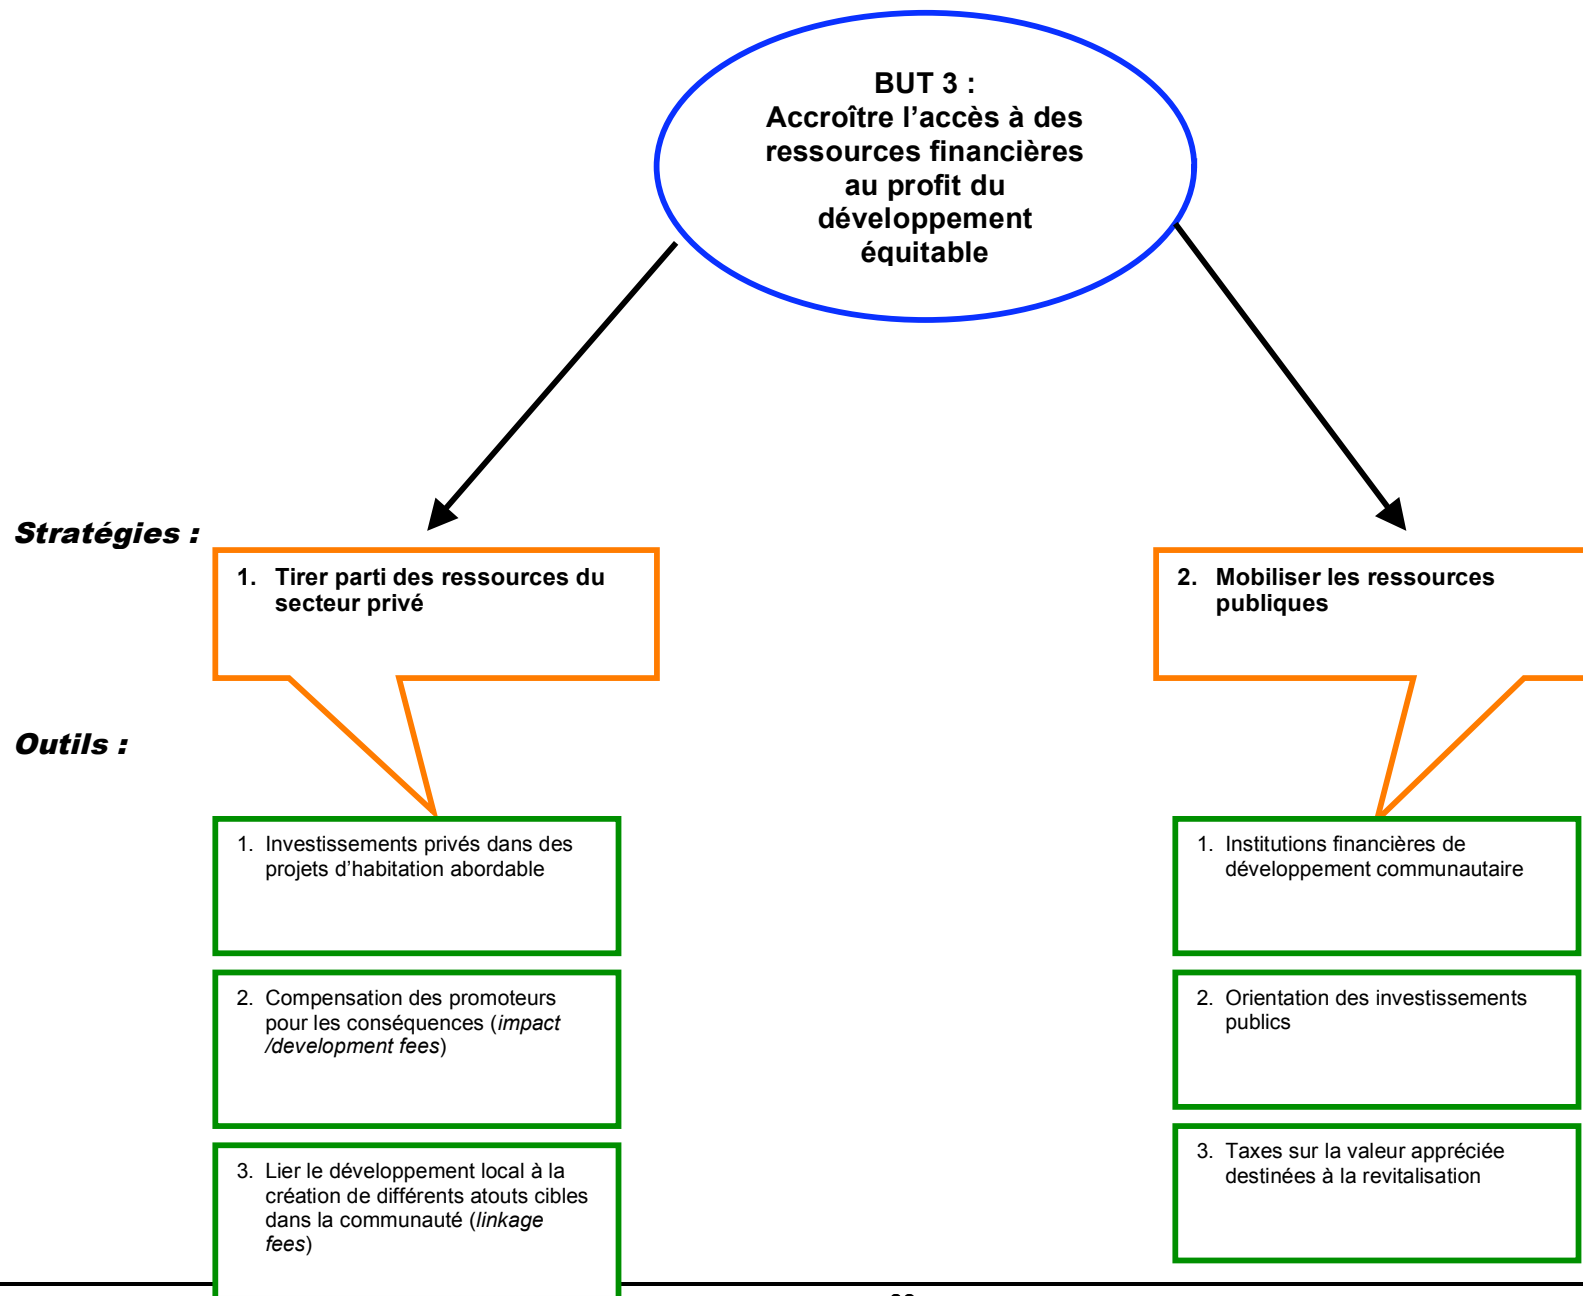 BUT 3 :
Accroître l’accès à des
ressources financières
au profit du
développement
équitable
Stratégies :
1. Tirer parti des ressources du
secteur privé
2. Mobiliser les ressources
publiques
Outils :
1. Investissements privés dans des
projets d’habitation abordable
2. Compensation des promoteurs
pour les conséquences (impact
/development fees)
3. Lier le développement local à la
création de différents atouts cibles
dans la communauté (linkage
fees)
1. Institutions financières de
développement communautaire
2. Orientation des investissements
publics
3. Taxes sur la valeur appréciée
destinées à la revitalisation